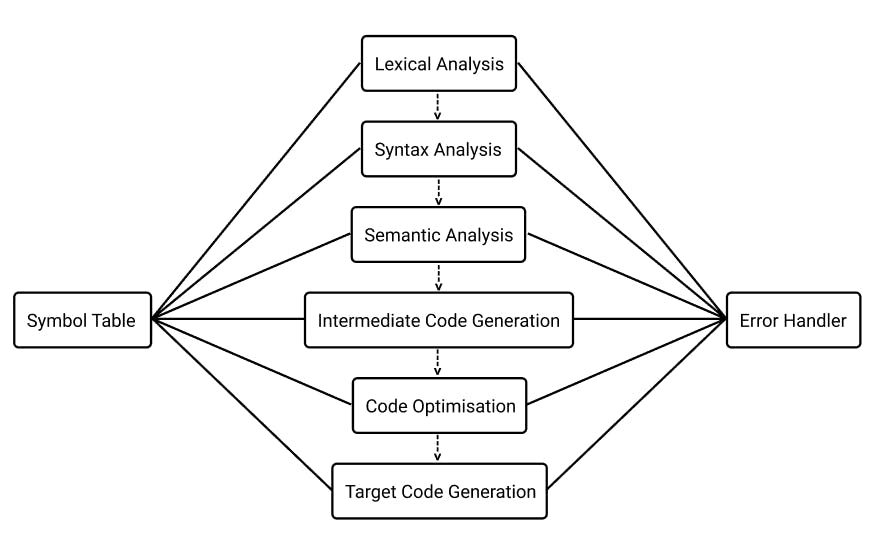 Lexical Analysis
Syntax Analysis
Semantic Analysis
Symbol Table
Intermediate Code Generation
Error Handler
Code Optimisation
Target Code Generation